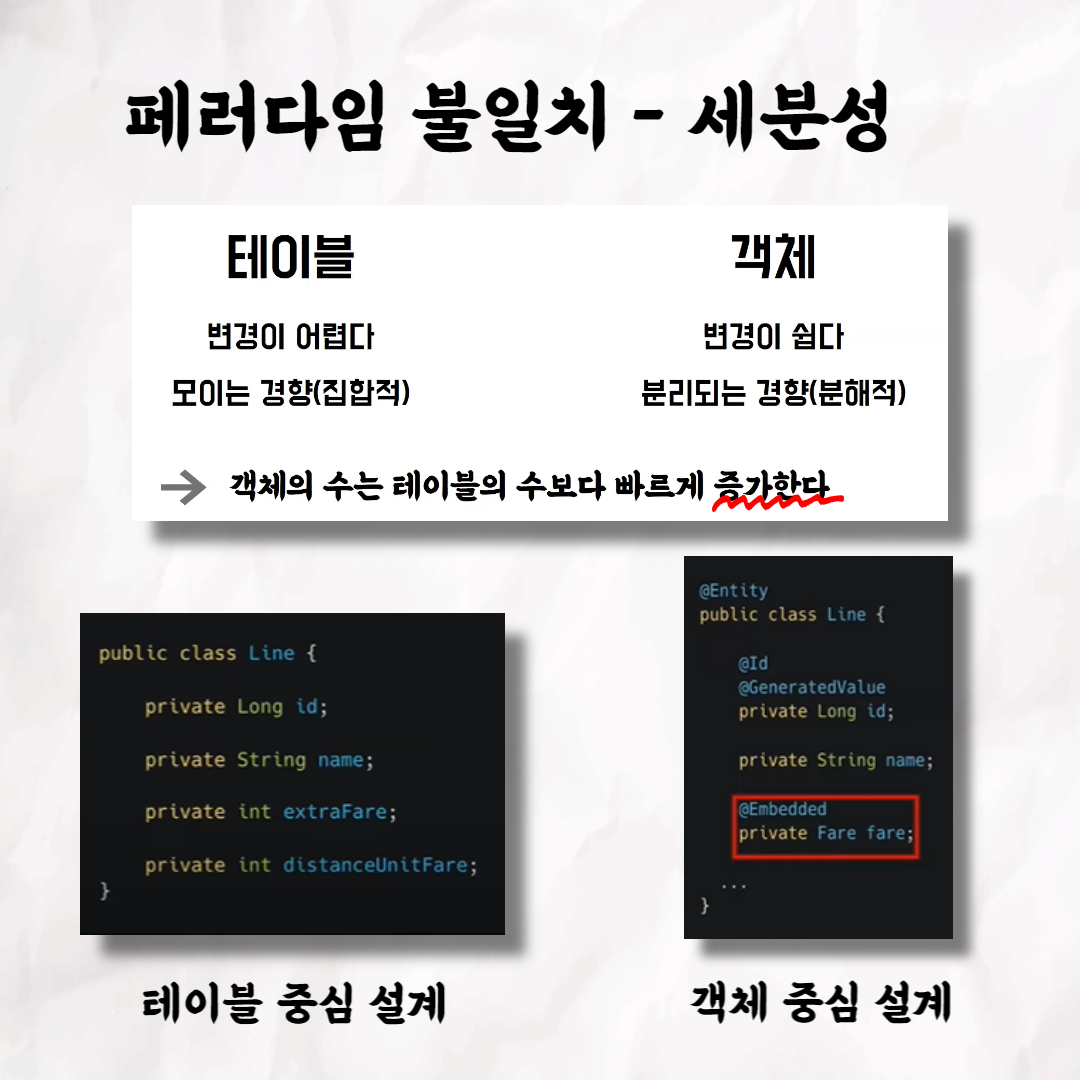 페러다임 불일치 - 세분성
테이블
변경이 어렵다
모이는 경향(집합적)
객체
변경이 쉽다
분리되는 경향(분해적)
→ 객체의 수는 테이블의 수보다 빠르게 증가한다
public class Line {
private Long id;
private String name;
private int extraFare;
private int distanceUnitFare;
}
테이블 중심 설계
@Entity
public class Line {
@Id
@GeneratedValue
private Long id;
private String name;
@Embedded
private Fare fare;
...
}
객체 중심 설계